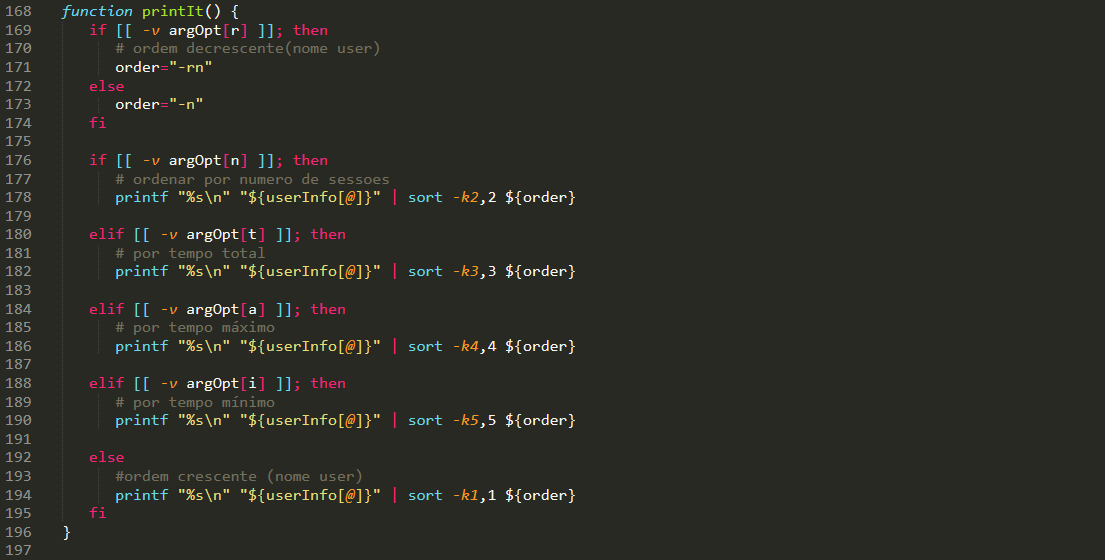 168 function printIt() {
169 if [[ -v argOpt[r] ]]; then
170 # ordem decrescente(nome user)
171 order="-rn"
172 else
173 order="-n"
174 fi
175
176 if [[ -v argOpt[n] ]]; then
177 # ordenar por numero de sessoes
178 printf "%s\n" "${userInfo[@]}" | sort -k2,2 ${order}
179
180 elif [[ -v argOpt[t] ]]; then
181 # por tempo total
182 printf "%s\n" "${userInfo[@]}" | sort -k3,3 ${order}
183
184 elif [[ -v argOpt[a] ]]; then
185 # por tempo máximo
186 printf "%s\n" "${userInfo[@]}" | sort -k4,4 ${order}
187
188 elif [[ -v argOpt[i] ]]; then
189 # por tempo mínimo
190 printf "%s\n" "${userInfo[@]}" | sort -k5,5 ${order}
191
192 else
193 #ordem crescente (nome user)
194 printf "%s\n" "${userInfo[@]}" | sort -k1,1 ${order}
195 fi
196 }
197